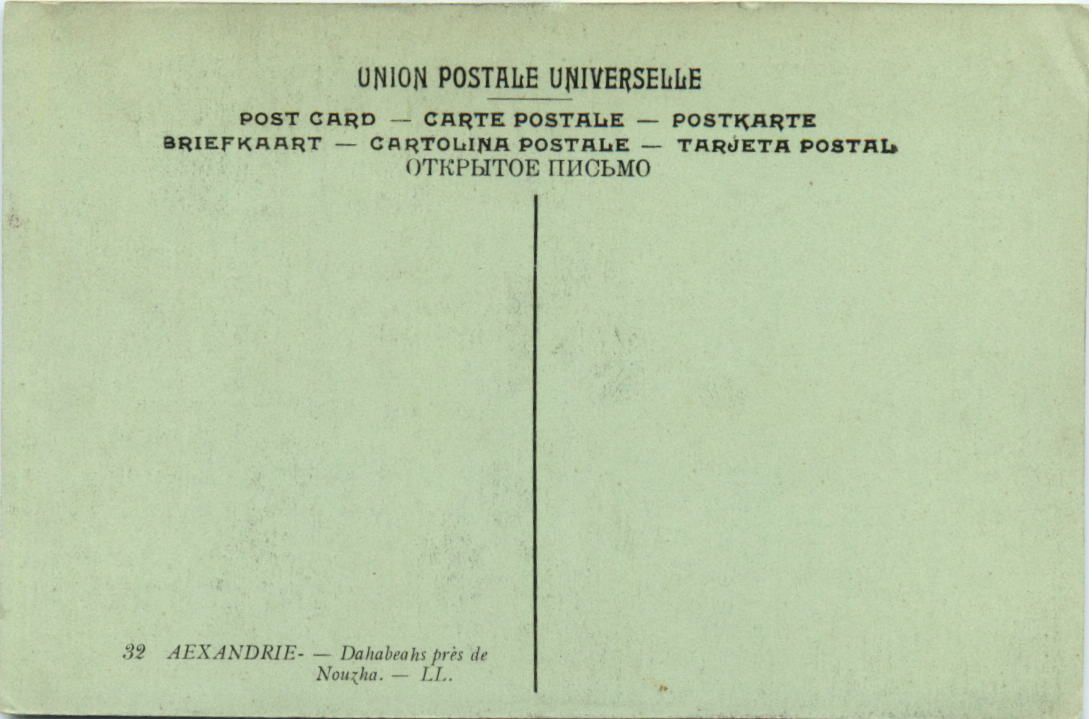 UNION POSTALE UNIVERSELLE
POST CARD — CARTE POSTALE — POSTKARTE
BRIEFKAART — CARTOLINA POSTALE — TARJETA POSTAL
ОТКРЫТОЕ ПИСЬМО
32 AEXANDRIE- — Dahabeahs près de
Nouzha. — LL.